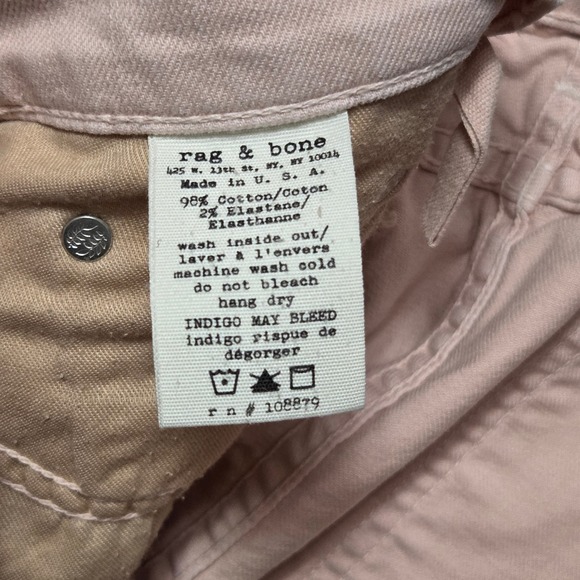 rag & bone
425 W. 13th St, NY, NY 10014
Made in U. S. A.
98% Cotton/Coton
2% Elastane/
Elasthanne
wash inside out/
laver à l'envers
machine wash cold
do not bleach
hang dry
INDIGO MAY BLEED
indigo risque de
dégorger
r n # 108879